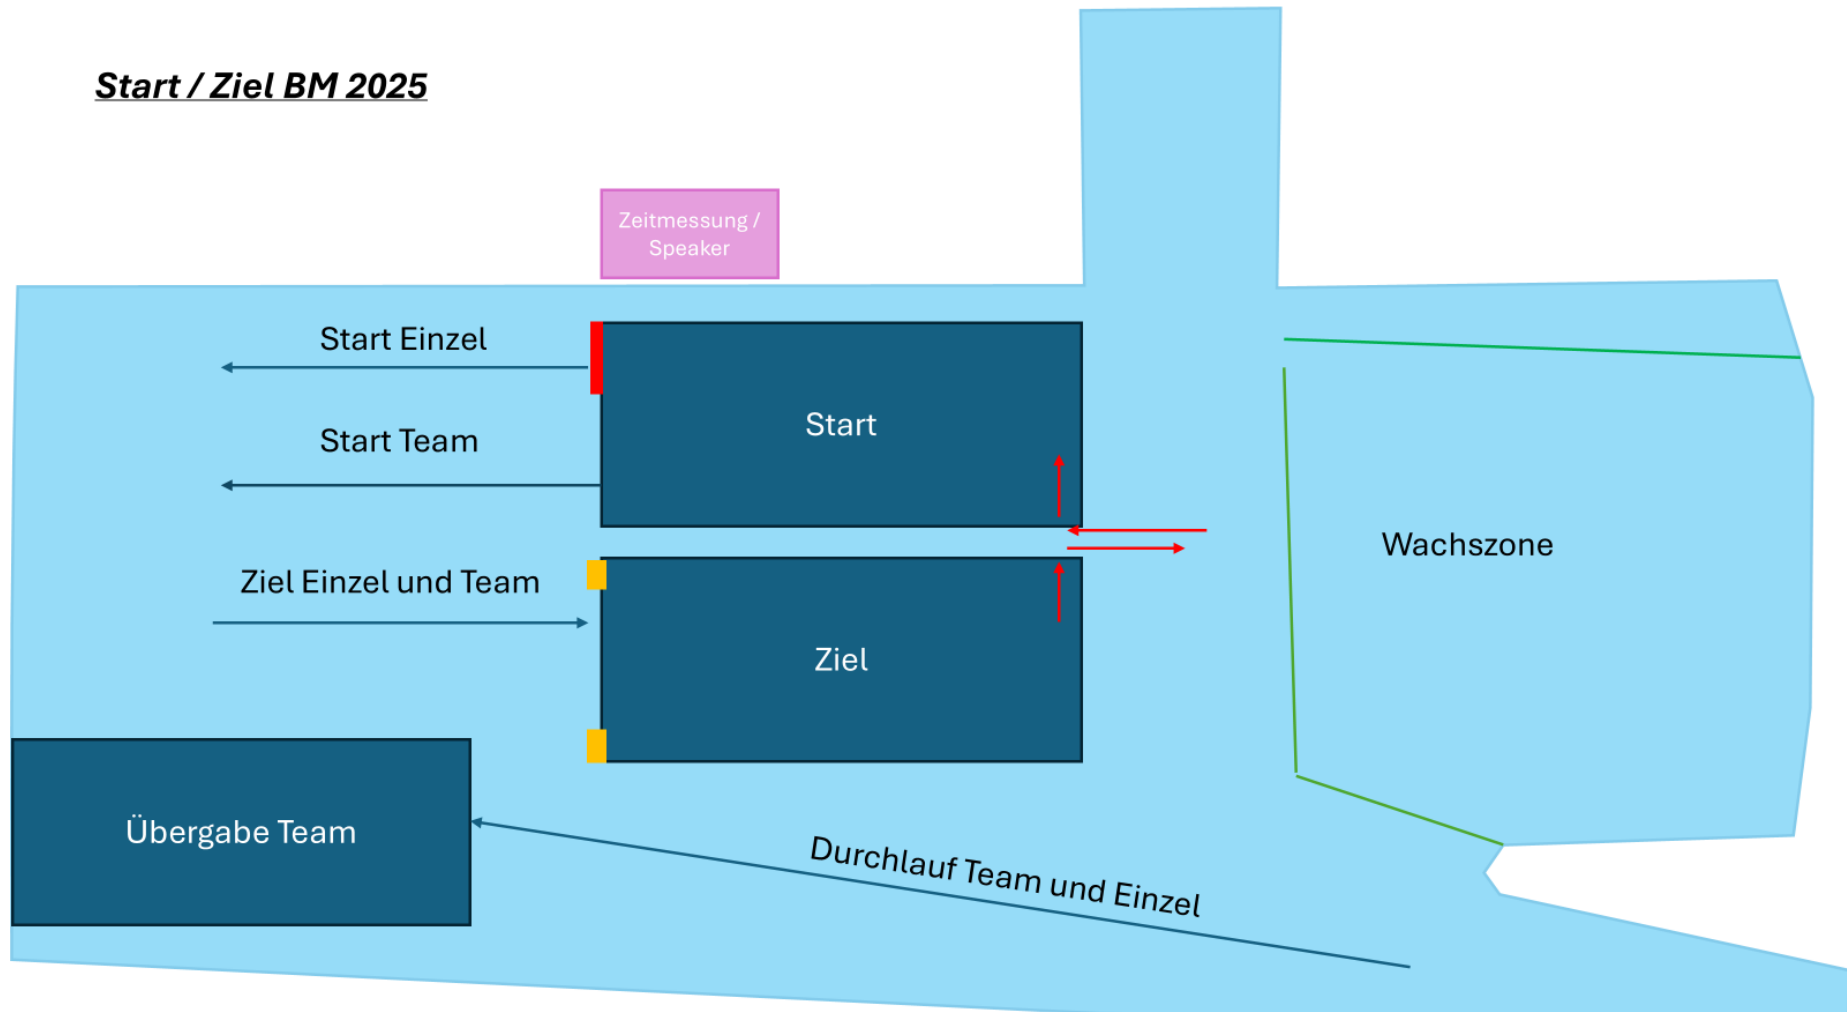 Start / Ziel BM 2025
Zeitmessung /
Speaker
Start Einzel
Start Team
Start
Wachszone
Ziel Einzel und Team
Ziel
Übergabe Team
Durchlauf Team und Einzel